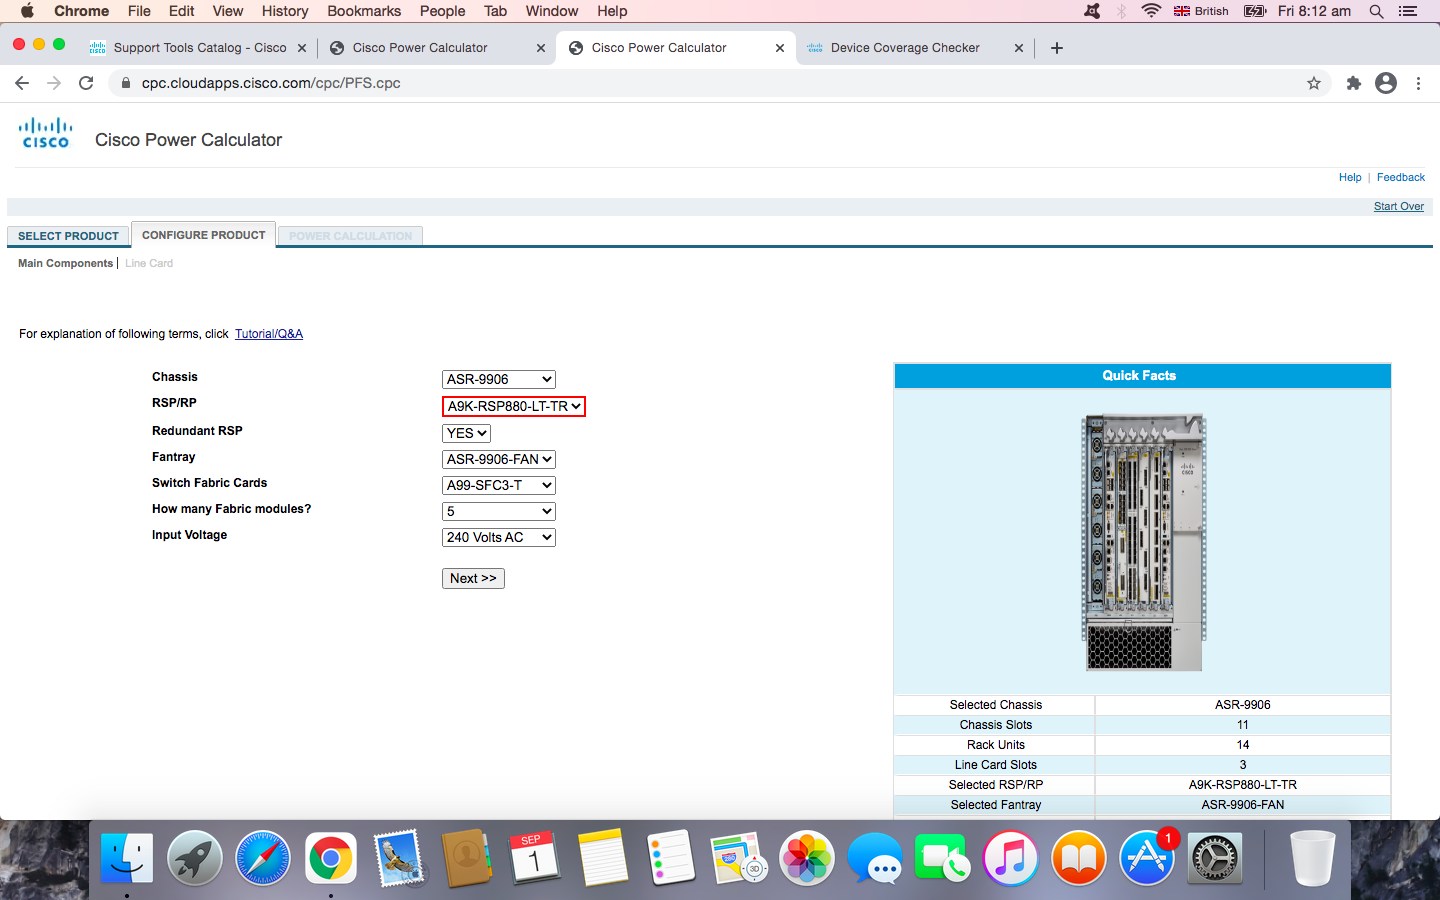 Chrome File Edit View History Bookmarks People Tab Window Help British Fri 8:12 am
Support Tools Catalog - Cisco Cisco Power Calculator Cisco Power Calculator Device Coverage Checker
cpc.cloudapps.cisco.com/cpc/PFS.cpc
CISCO Cisco Power Calculator
Help | Feedback
Start Over
SELECT PRODUCT CONFIGURE PRODUCT POWER CALCULATION
Main Components | Line Card
For explanation of following terms, click Tutorial/Q&A
Chassis ASR-9906
RSP/RP A9K-RSP880-LT-TR
Redundant RSP YES
Fantray ASR-9906-FAN
Switch Fabric Cards A99-SFC3-T
How many Fabric modules? 5
Input Voltage 240 Volts AC
Next >>
Quick Facts
CISCO
Selected Chassis ASR-9906
Chassis Slots 11
Rack Units 14
Line Card Slots 3
Selected RSP/RP A9K-RSP880-LT-TR
Selected Fantray ASR-9906-FAN
SEP
1
280
3D
1